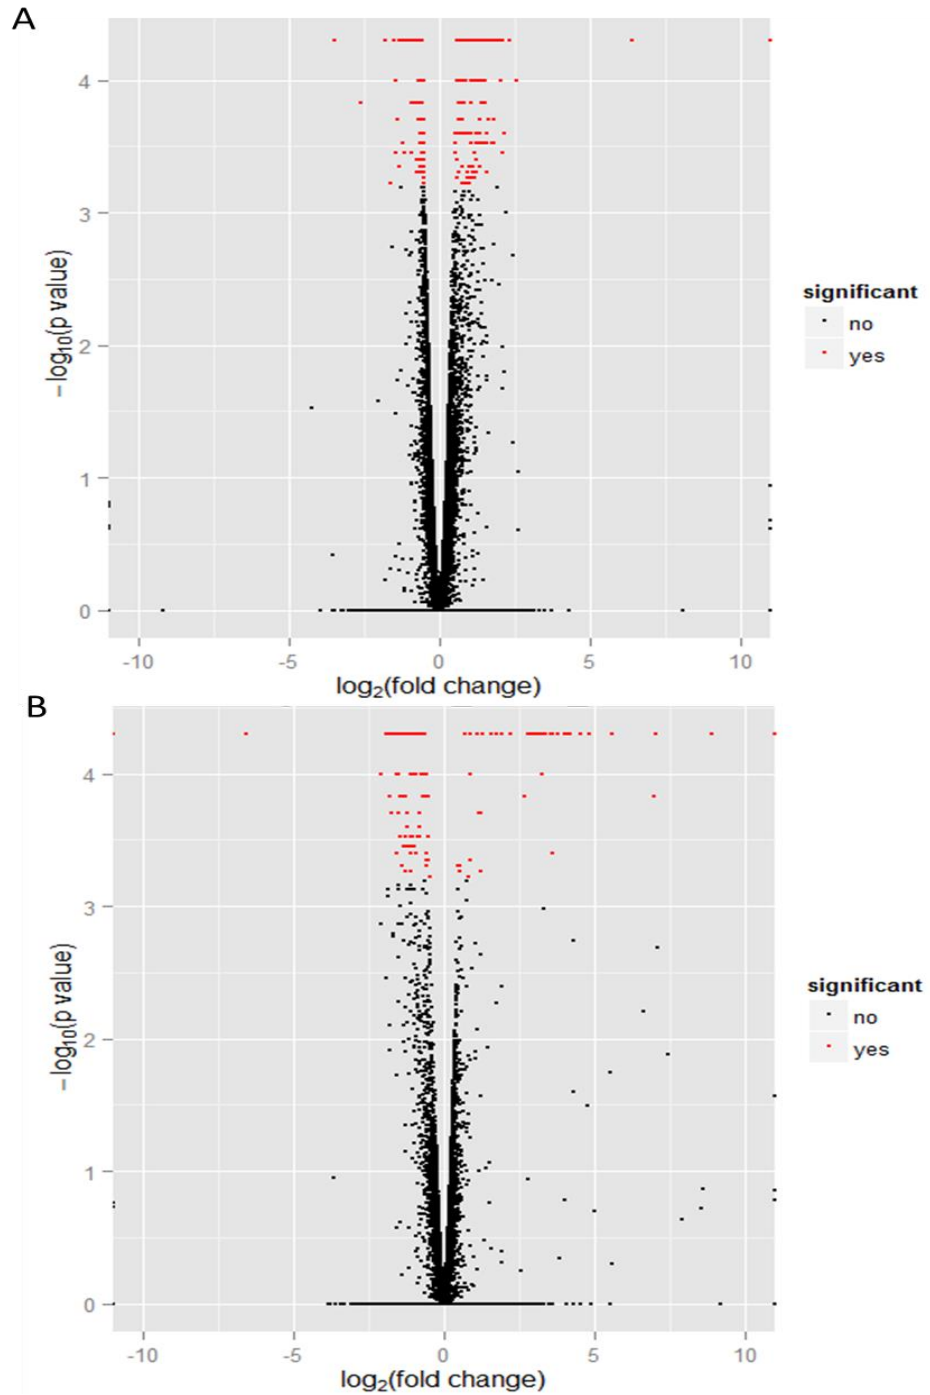 A
4
3
2
1
0
−log10(p value)
-10 -5 0 5 10
log2(fold change)
significant
no
yes
B
4
3
2
1
0
−log10(p value)
-10 -5 0 5 10
log2(fold change)
significant
no
yes